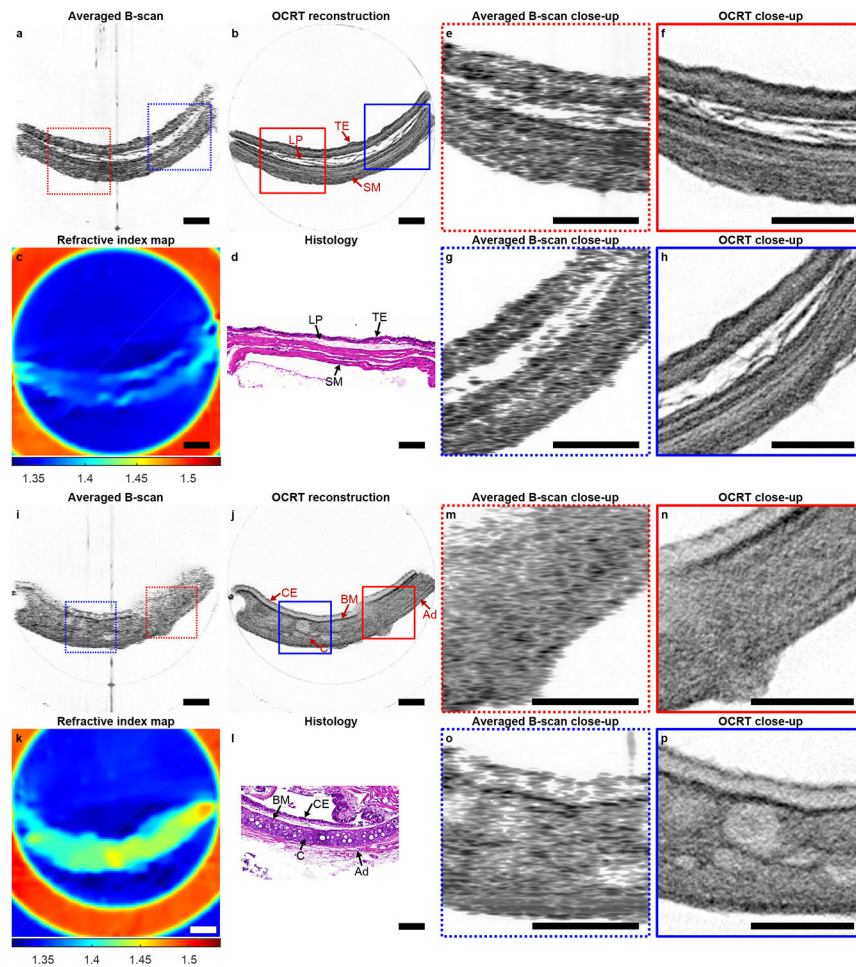 Averaged B-scan
OCRT reconstruction
Averaged B-scan close-up
OCRT close-up
a
b
e
f
TE
LP
SM
Refractive index map
Histology
Averaged B-scan close-up
OCRT close-up
c
d
g
h
LP
TE
SM
1.35 1.4 1.45 1.5
Averaged B-scan
OCRT reconstruction
Averaged B-scan close-up
OCRT close-up
i
j
m
n
CE
BM
Ad
C
Refractive index map
Histology
Averaged B-scan close-up
OCRT close-up
k
l
o
p
BM
CE
C
Ad
1.35 1.4 1.45 1.5